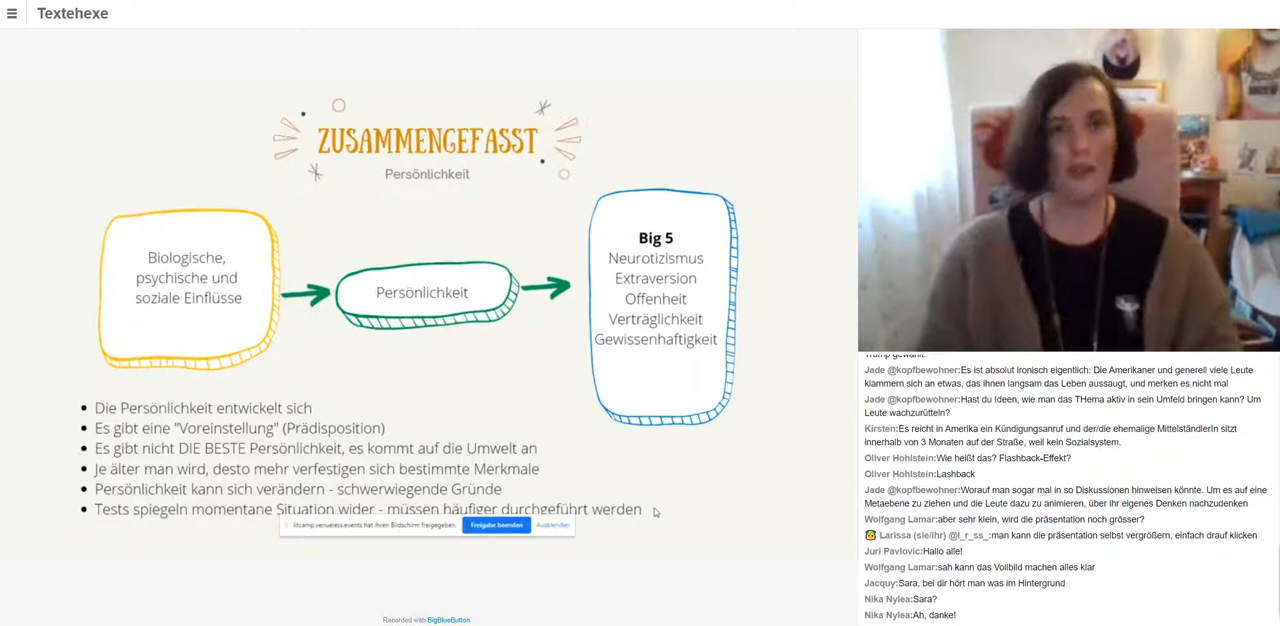 Textehexe
ZUSAMMENGEFASST
Persönlichkeit
Biologische,
psychische und
soziale Einflüsse
Persönlichkeit
Big 5
Neurotizismus
Extraversion
Offenheit
Verträglichkeit
Gewissenhaftigkeit
• Die Persönlichkeit entwickelt sich
• Es gibt eine "Voreinstellung" (Prädisposition)
• Es gibt nicht DIE BESTE Persönlichkeit, es kommt auf die Umwelt an
• Je älter man wird, desto mehr verfestigen sich bestimmte Merkmale
• Persönlichkeit kann sich verändern - schwerwiegende Gründe
• Tests spiegeln momentane Situation wider - müssen häufiger durchgeführt werden
litcamp.venueless.events hat Ihren Bildschirm freigegeben. Freigabe beenden Ausblenden
Recorded with BigBlueButton
Trump gewählt.
Jade @kopfbewohner:Es ist absolut ironisch eigentlich: Die Amerikaner und generell viele Leute
klammern sich an etwas, das ihnen langsam das Leben aussaugt, und merken es nicht mal
Jade @kopfbewohner:Hast du Ideen, wie man das THema aktiv in sein Umfeld bringen kann? Um
Leute wachzurütteln?
Kirsten:Es reicht in Amerika ein Kündigungsanruf und der/die ehemalige MittelständlerIn sitzt
innerhalb von 3 Monaten auf der Straße, weil kein Sozialsystem.
Oliver Hohlstein:Wie heißt das? Flashback-Effekt?
Oliver Hohlstein:Lashback
Jade @kopfbewohner:Worauf man sogar mal in so Diskussionen hinweisen könnte. Um es auf eine
Metaebene zu ziehen und die Leute dazu zu animieren, über ihr eigenes Denken nachzudenken
Wolfgang Lamar:aber sehr klein, wird die präsentation noch grösser?
Larissa (sie/ihr) @l_r_ss_:man kann die präsentation selbst vergrößern, einfach drauf klicken
Juri Pavlovic:Hallo alle!
Wolfgang Lamar:sah kann das Vollbild machen alles klar
Jacquy:Sara, bei dir hört man was im Hintergrund
Nika Nylea:Sara?
Nika Nylea:Ah, danke!